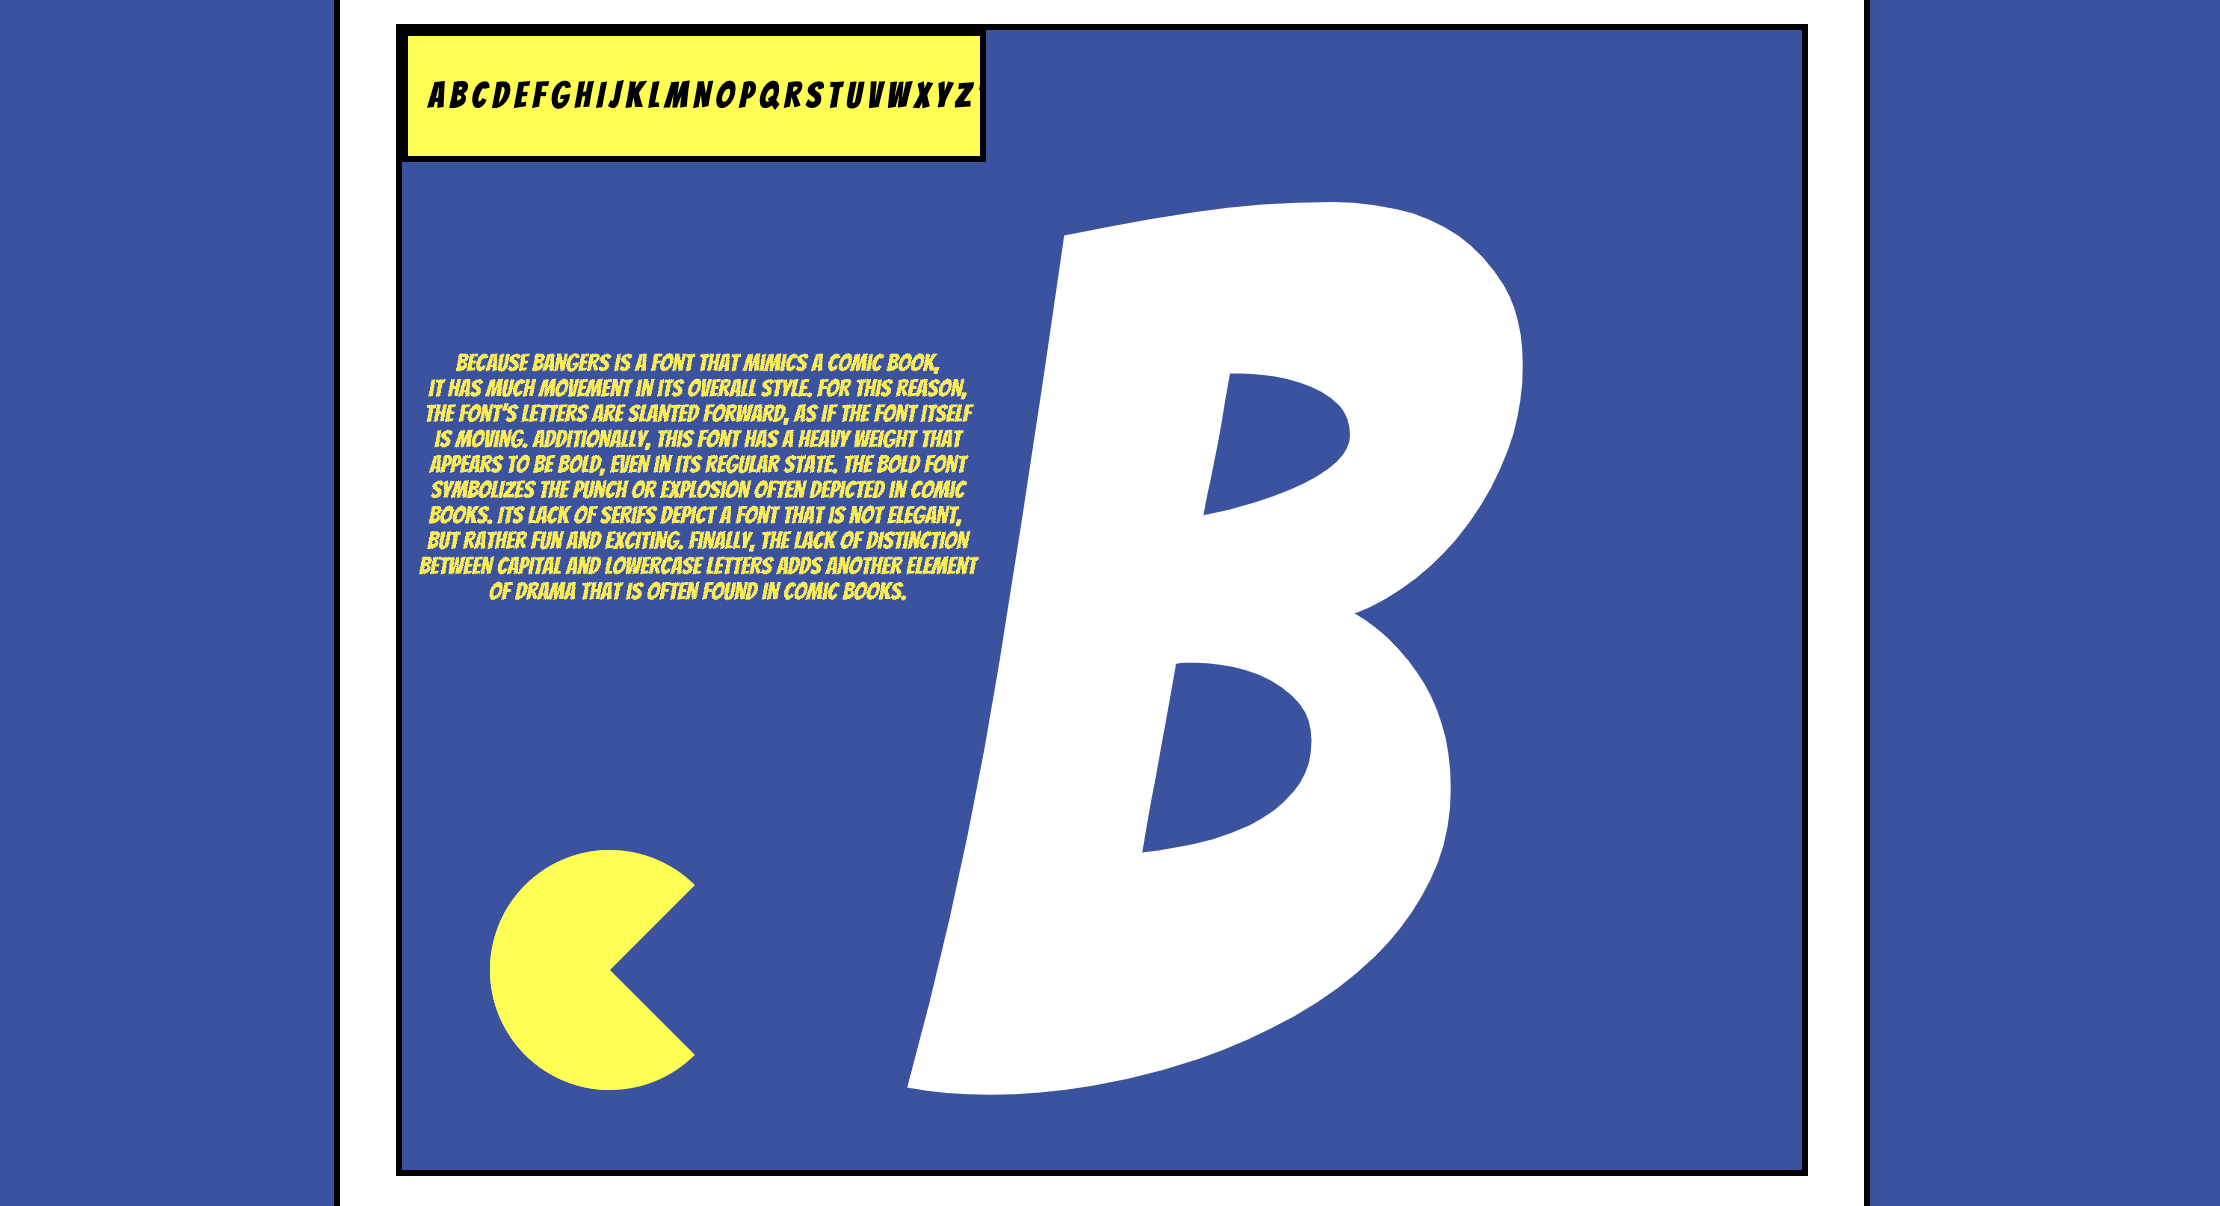 ABCDEFGHIJKLMNOPQRSTUVWXYZ
BECAUSE BANGERS IS A FONT THAT MIMICS A COMIC BOOK,
IT HAS MUCH MOVEMENT IN ITS OVERALL STYLE. FOR THIS REASON,
THE FONT'S LETTERS ARE SLANTED FORWARD, AS IF THE FONT ITSELF
IS MOVING. ADDITIONALLY, THIS FONT HAS A HEAVY WEIGHT THAT
APPEARS TO BE BOLD, EVEN IN ITS REGULAR STATE. THE BOLD FONT
SYMBOLIZES THE PUNCH OR EXPLOSION OFTEN DEPICTED IN COMIC
BOOKS. ITS LACK OF SERIFS DEPICT A FONT THAT IS NOT ELEGANT,
BUT RATHER FUN AND EXCITING. FINALLY, THE LACK OF DISTINCTION
BETWEEN CAPITAL AND LOWERCASE LETTERS ADDS ANOTHER ELEMENT
OF DRAMA THAT IS OFTEN FOUND IN COMIC BOOKS.
B